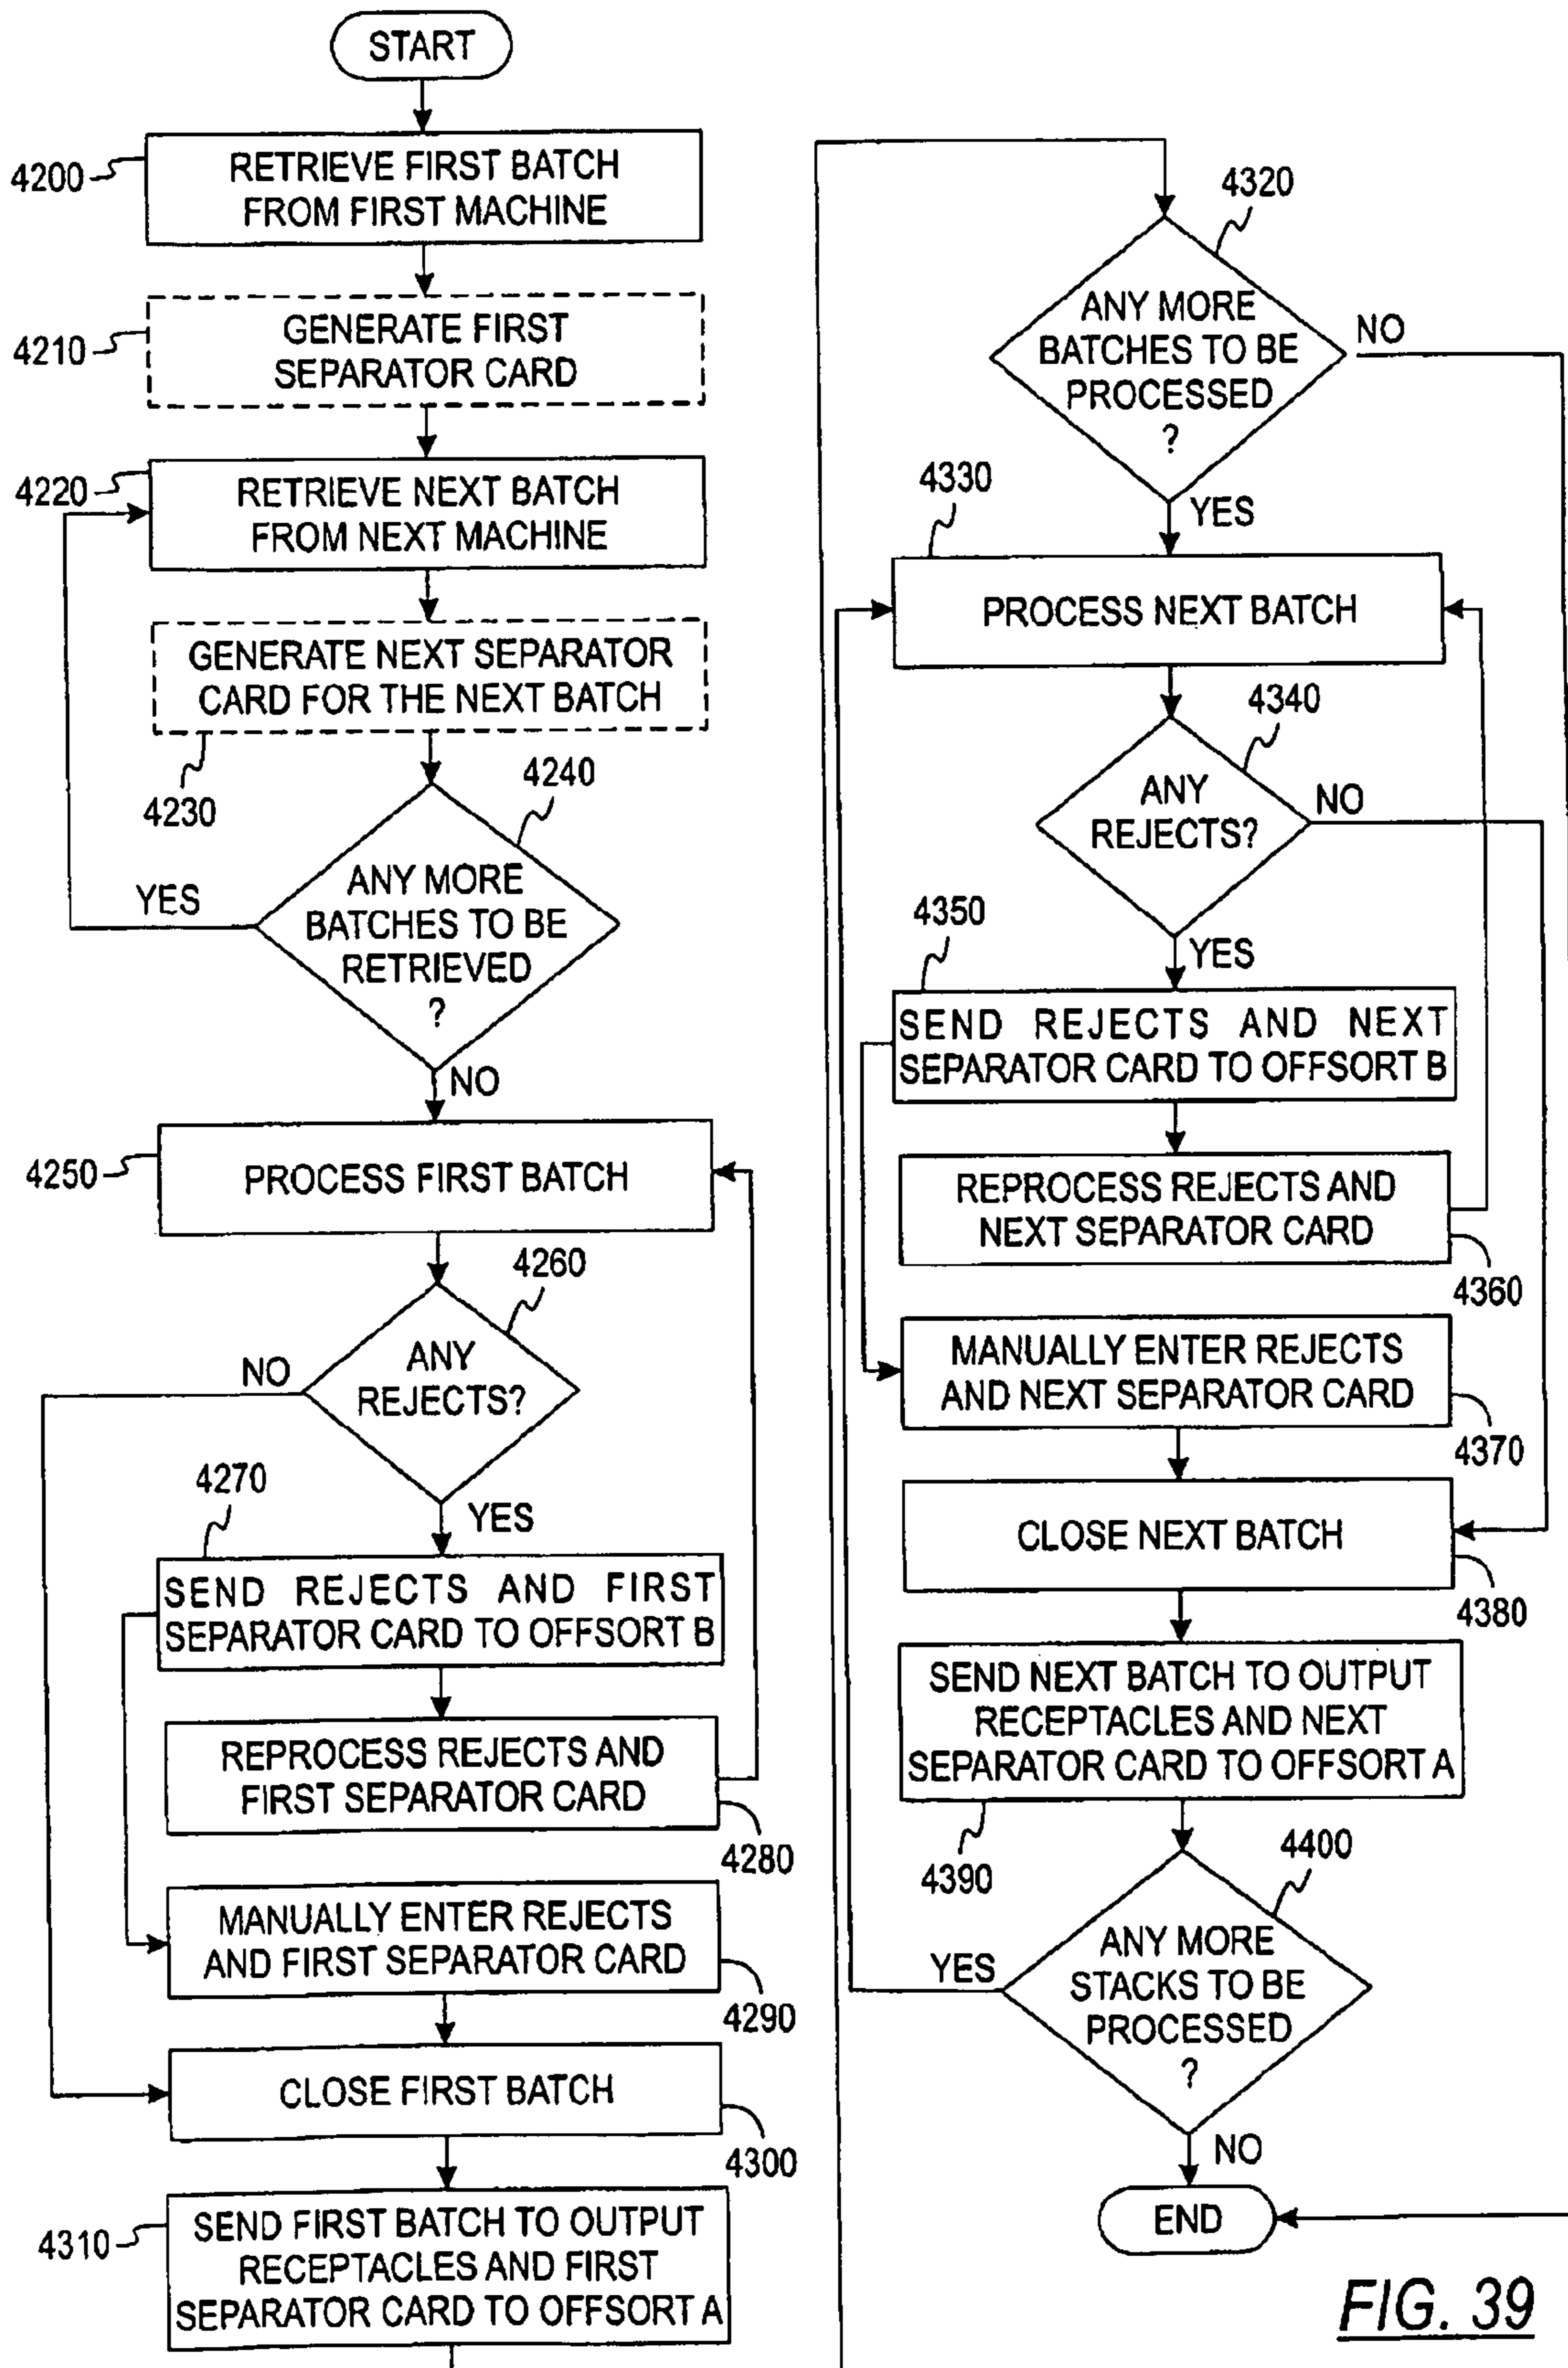 START
4200
RETRIEVE FIRST BATCH
FROM FIRST MACHINE
4210
GENERATE FIRST
SEPARATOR CARD
4220
RETRIEVE NEXT BATCH
FROM NEXT MACHINE
GENERATE NEXT SEPARATOR
CARD FOR THE NEXT BATCH
4230
4240
ANY MORE
BATCHES TO BE
RETRIEVED
?
YES
NO
4250
PROCESS FIRST BATCH
4260
ANY
REJECTS?
NO
YES
4270
SEND REJECTS AND FIRST
SEPARATOR CARD TO OFFSORT B
REPROCESS REJECTS AND
FIRST SEPARATOR CARD
4280
MANUALLY ENTER REJECTS
AND FIRST SEPARATOR CARD
4290
CLOSE FIRST BATCH
4300
4310
SEND FIRST BATCH TO OUTPUT
RECEPTACLES AND FIRST
SEPARATOR CARD TO OFFSORT A
4320
ANY MORE
BATCHES TO BE
PROCESSED
?
NO
YES
4330
PROCESS NEXT BATCH
4340
ANY
REJECTS?
NO
YES
4350
SEND REJECTS AND NEXT
SEPARATOR CARD TO OFFSORT B
REPROCESS REJECTS AND
NEXT SEPARATOR CARD
4360
MANUALLY ENTER REJECTS
AND NEXT SEPARATOR CARD
4370
CLOSE NEXT BATCH
4380
SEND NEXT BATCH TO OUTPUT
RECEPTACLES AND NEXT
SEPARATOR CARD TO OFFSORT A
4390
4400
ANY MORE
STACKS TO BE
PROCESSED
?
YES
NO
END
FIG. 39